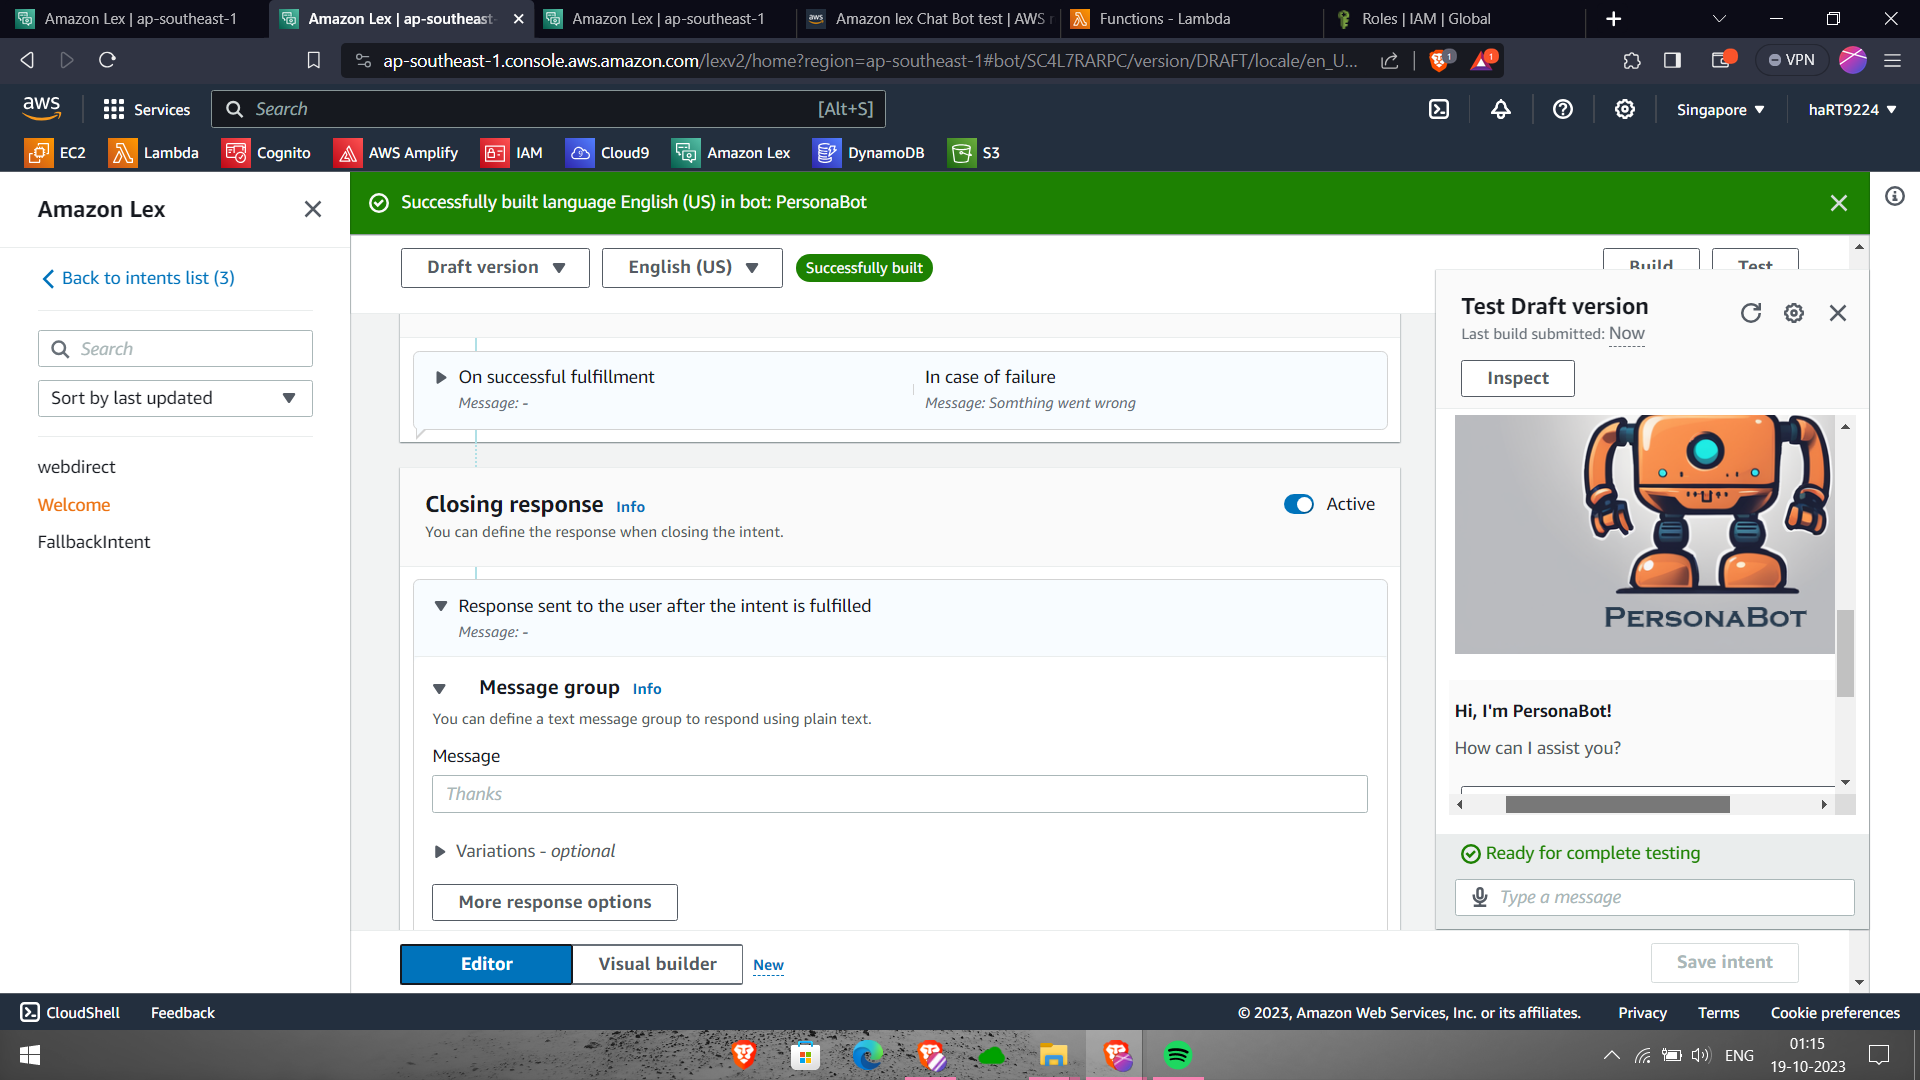 Amazon Lex | ap-southeast-1
Amazon Lex | ap-southeast-
Amazon Lex | ap-southeast-1
Amazon lex Chat Bot test | AWS r
Functions - Lambda
Roles | IAM | Global
ap-southeast-1.console.aws.amazon.com/lexv2/home?region=ap-southeast-1#bot/SC4L7RARPC/version/DRAFT/locale/en_U...
1
1
VPN
aws
Services
Search
[Alt+S]
Singapore
haRT9224
EC2
Lambda
Cognito
AWS Amplify
IAM
Cloud9
Amazon Lex
DynamoDB
S3
Amazon Lex
Back to intents list (3)
Search
Sort by last updated
webdirect
Welcome
FallbackIntent
Successfully built language English (US) in bot: PersonaBot
Draft version
English (US)
Successfully built
Build
Test
On successful fulfillment
Message: -
In case of failure
Message: Somthing went wrong
Closing response Info
Active
You can define the response when closing the intent.
Response sent to the user after the intent is fulfilled
Message: -
Message group Info
You can define a text message group to respond using plain text.
Message
Thanks
Variations - optional
More response options
Editor
Visual builder
New
Save intent
Test Draft version
Last build submitted: Now
Inspect
PERSONABOT
Hi, I'm PersonaBot!
How can I assist you?
Ready for complete testing
Type a message
CloudShell
Feedback
© 2023, Amazon Web Services, Inc. or its affiliates.
Privacy
Terms
Cookie preferences
ENG
01:15
19-10-2023